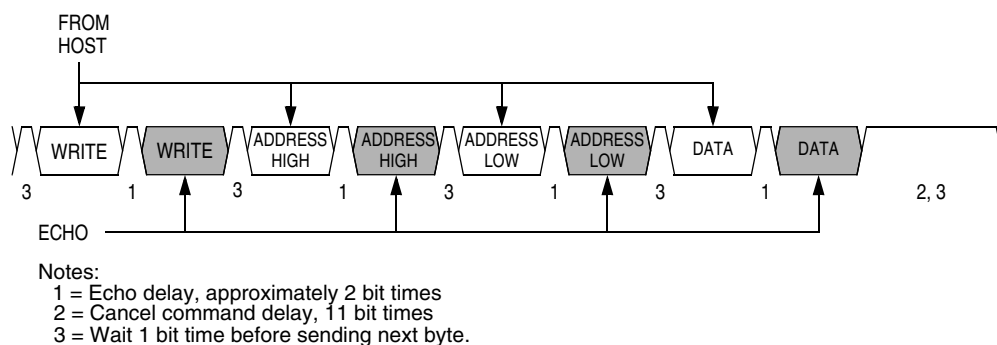 FROM
HOST
WRITE
WRITE
ADDRESS
HIGH
ADDRESS
HIGH
ADDRESS
LOW
ADDRESS
LOW
DATA
DATA
3
1
3
1
3
1
3
1
2, 3
ECHO
Notes:
1 = Echo delay, approximately 2 bit times
2 = Cancel command delay, 11 bit times
3 = Wait 1 bit time before sending next byte.